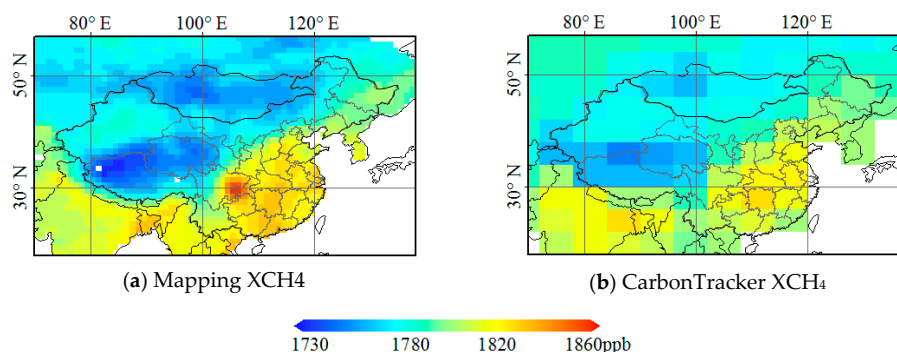 80° E 100° E 120° E 80° E 100° E 120° E
50° N 50° N
30° N 30° N
(a) Mapping XCH4 (b) CarbonTracker XCH₄
1730 1780 1820 1860ppb